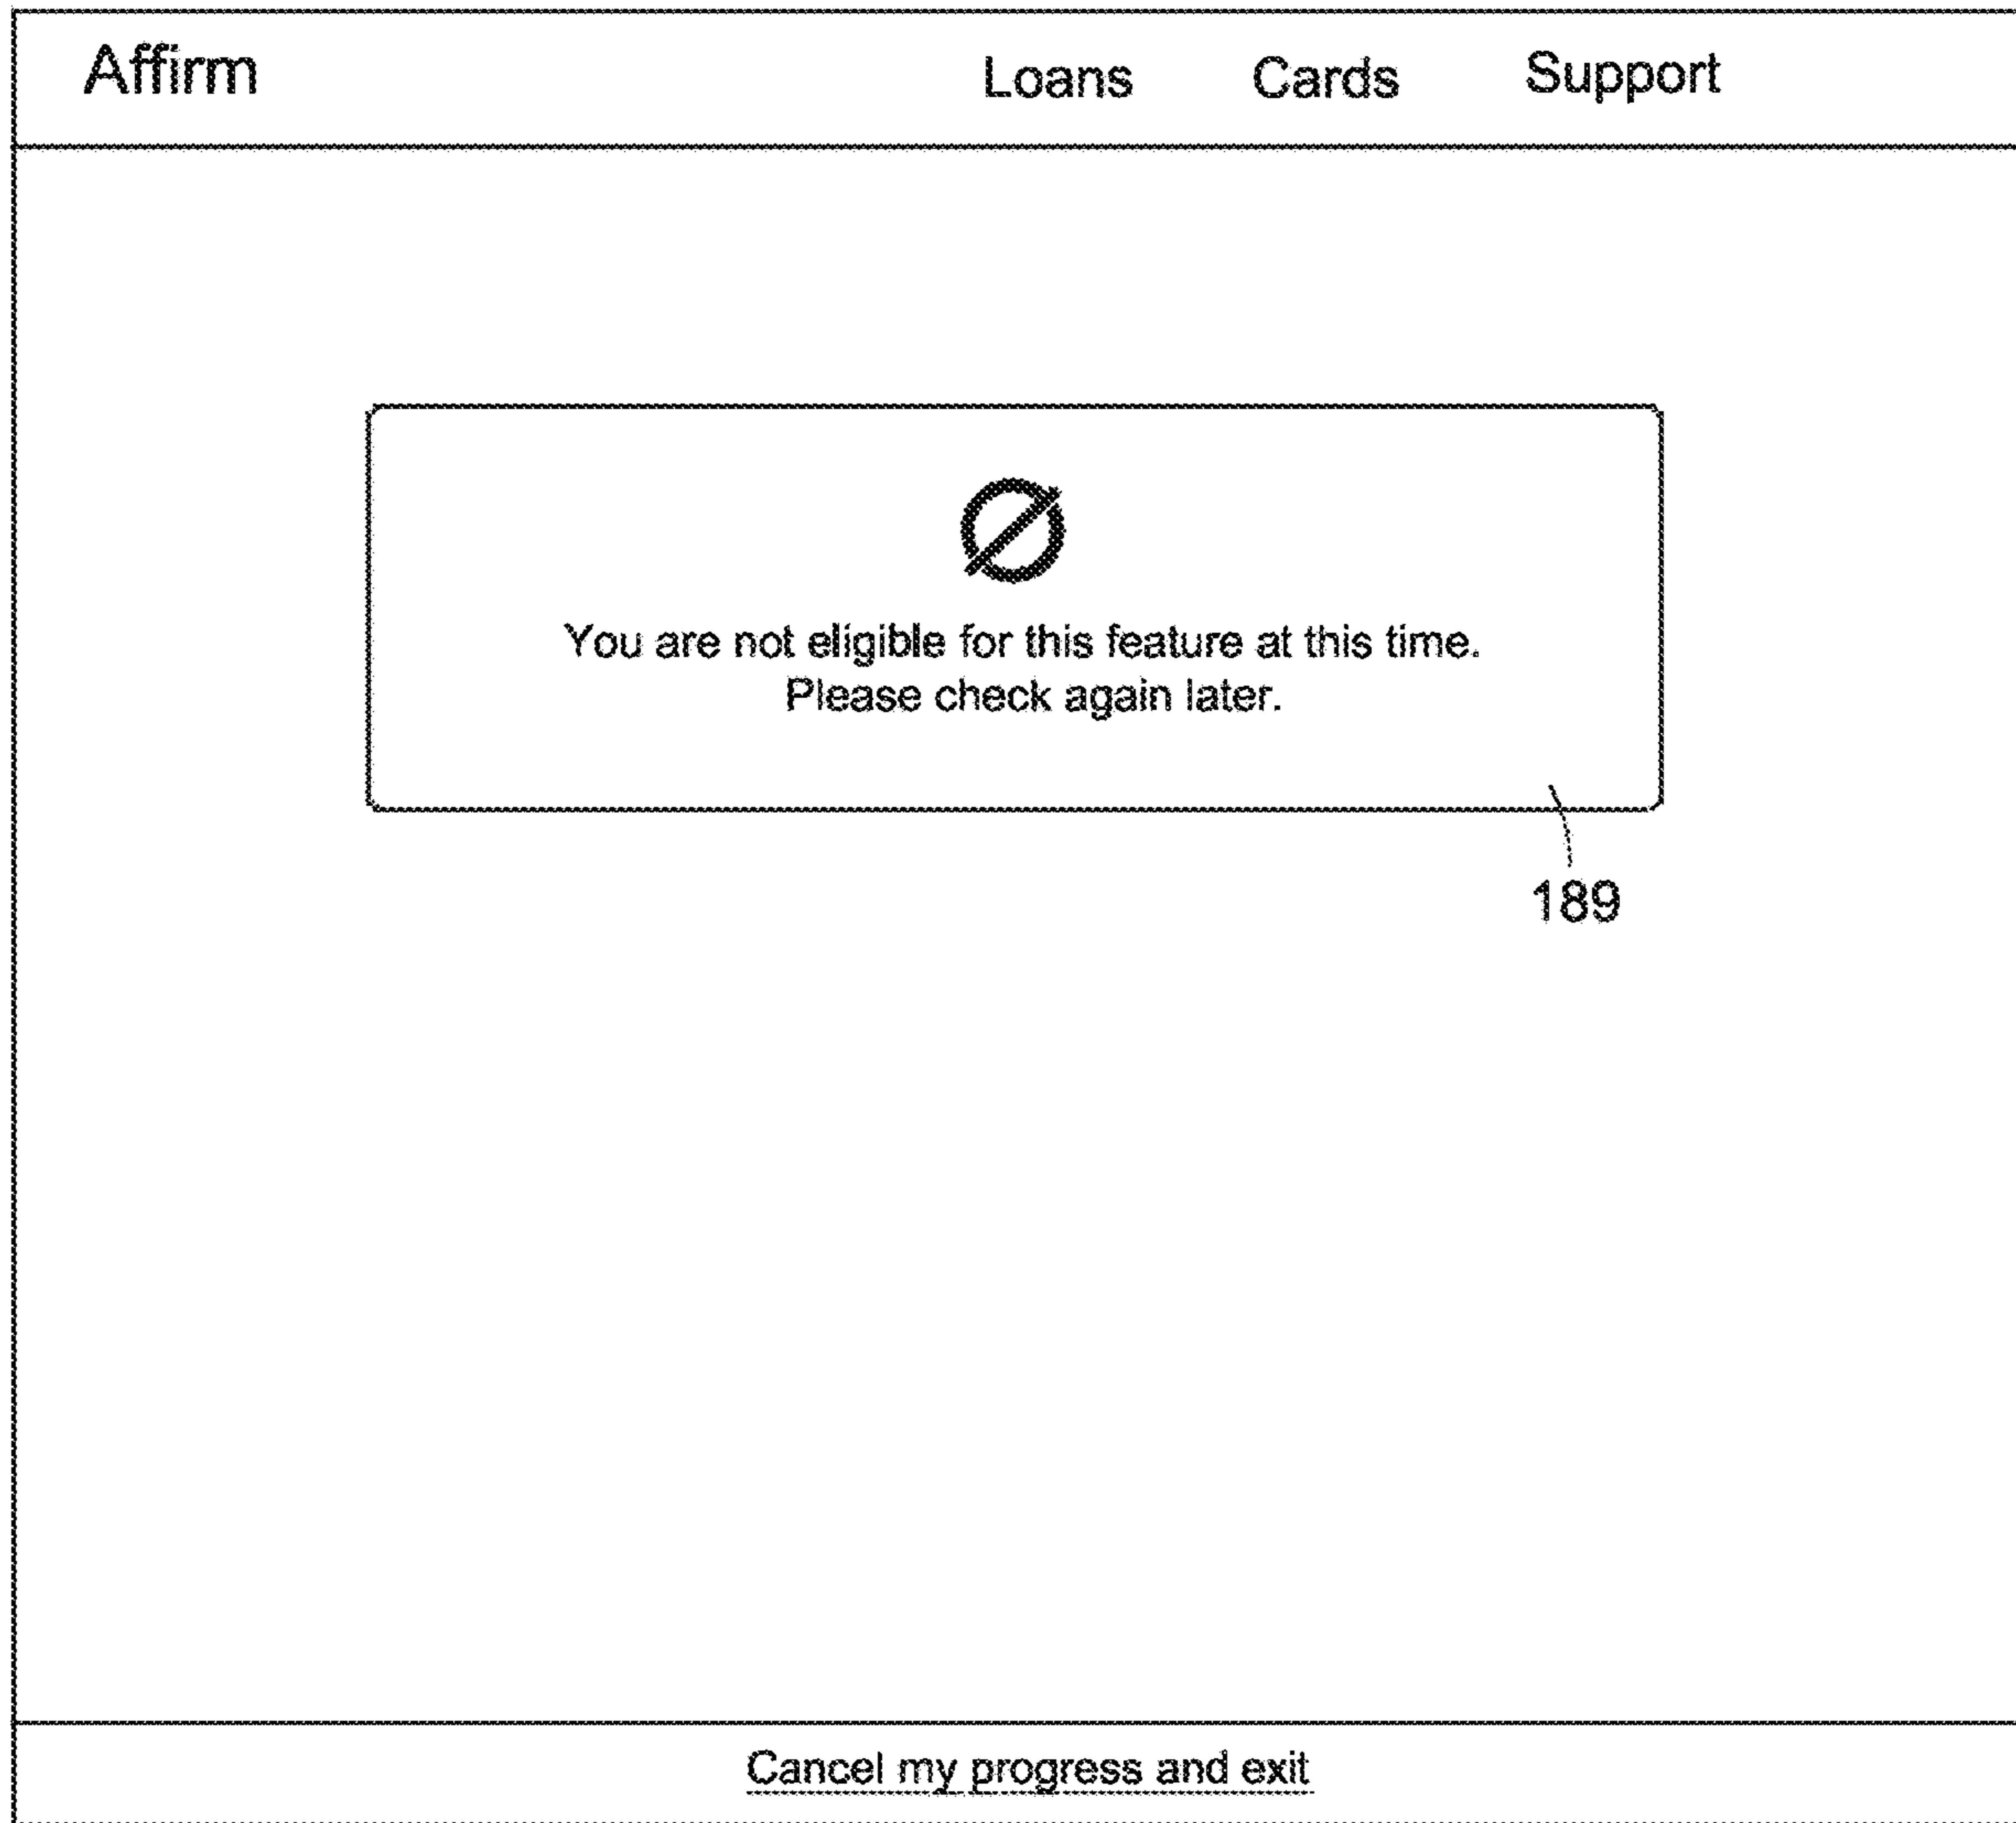 Affirm Loans Cards Support
You are not eligible for this feature at this time.
Please check again later.
189
Cancel my progress and exit